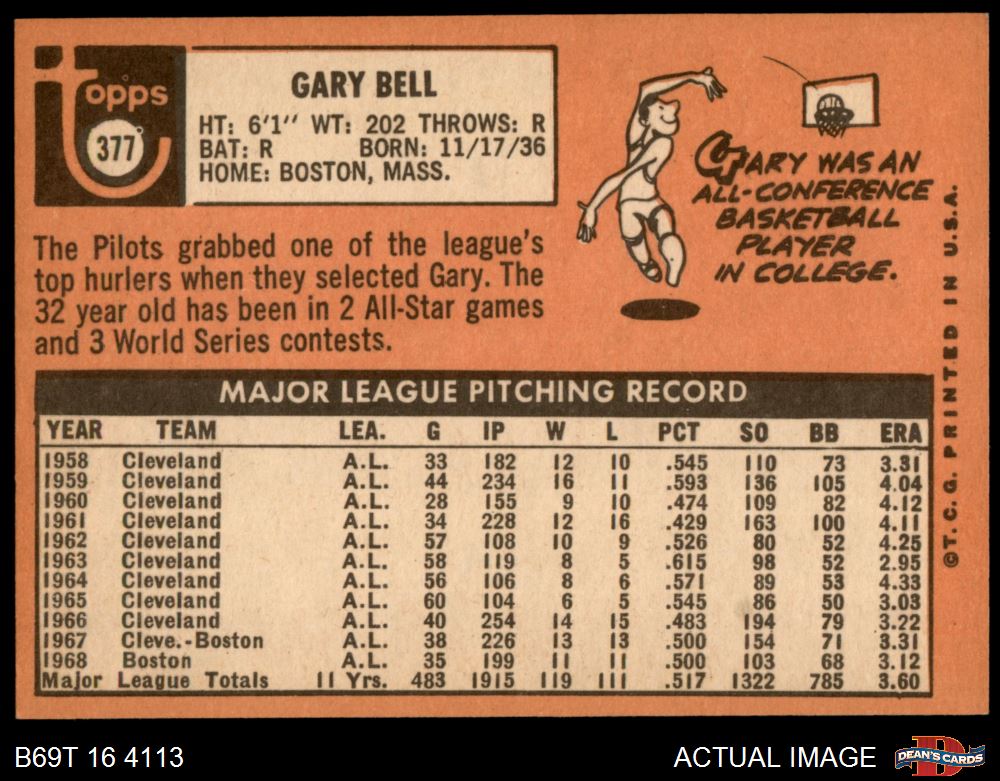 Topps
377
GARY BELL
HT: 6'1" WT: 202 THROWS: R
BAT: R BORN: 11/17/36
HOME: BOSTON, MASS.
GARY WAS AN
ALL-CONFERENCE
BASKETBALL
PLAYER
IN COLLEGE.
The Pilots grabbed one of the league's
top hurlers when they selected Gary. The
32 year old has been in 2 All-Star games
and 3 World Series contests.
MAJOR LEAGUE PITCHING RECORD
YEAR TEAM LEA. G IP W L PCT SO BB ERA
1958 Cleveland A.L. 33 182 12 10 .545 110 73 3.31
1959 Cleveland A.L. 44 234 16 11 .593 136 105 4.04
1960 Cleveland A.L. 28 155 9 10 .474 109 82 4.12
1961 Cleveland A.L. 34 228 12 16 .429 163 100 4.11
1962 Cleveland A.L. 57 108 10 9 .526 80 52 4.25
1963 Cleveland A.L. 58 119 8 5 .615 98 52 2.95
1964 Cleveland A.L. 56 106 8 6 .571 89 53 4.33
1965 Cleveland A.L. 60 104 6 5 .545 86 50 3.03
1966 Cleveland A.L. 40 254 14 15 .483 194 79 3.22
1967 Cleve.-Boston A.L. 38 226 13 13 .500 154 71 3.31
1968 Boston A.L. 35 199 11 11 .500 103 68 3.12
Major League Totals 11 Yrs. 483 1915 119 111 .517 1322 785 3.60
©T.C.G. PRINTED IN U.S.A.
B69T 16 4113
ACTUAL IMAGE
DEAN'S CARDS